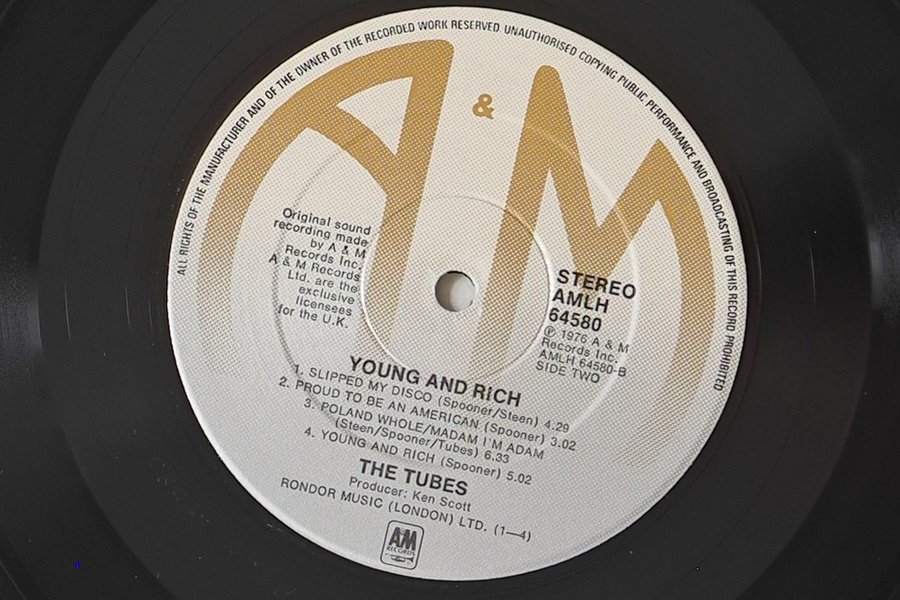 ALL RIGHTS OF THE MANUFACTURER AND OF THE OWNER OF THE RECORDED WORK RESERVED. UNAUTHORISED COPYING PUBLIC PERFORMANCE AND BROADCASTING OF THIS RECORD PROHIBITED
A & M
Original sound
recording made
by A & M
Records Inc.
A & M Records
Ltd. are the
exclusive
licensees
for the U.K.
STEREO
AMLH
64580
℗ 1976 A & M
Records Inc.
AMLH 64580-B
SIDE TWO
YOUNG AND RICH
1. SLIPPED MY DISCO (Spooner/Steen) 4.29
2. PROUD TO BE AN AMERICAN (Spooner) 3.02
3. POLAND WHOLE/MADAM I'M ADAM
(Steen/Spooner/Tubes) 6.33
4. YOUNG AND RICH (Spooner) 5.02
THE TUBES
Producer: Ken Scott
RONDOR MUSIC (LONDON) LTD. (1—4)
AM
RECORDS